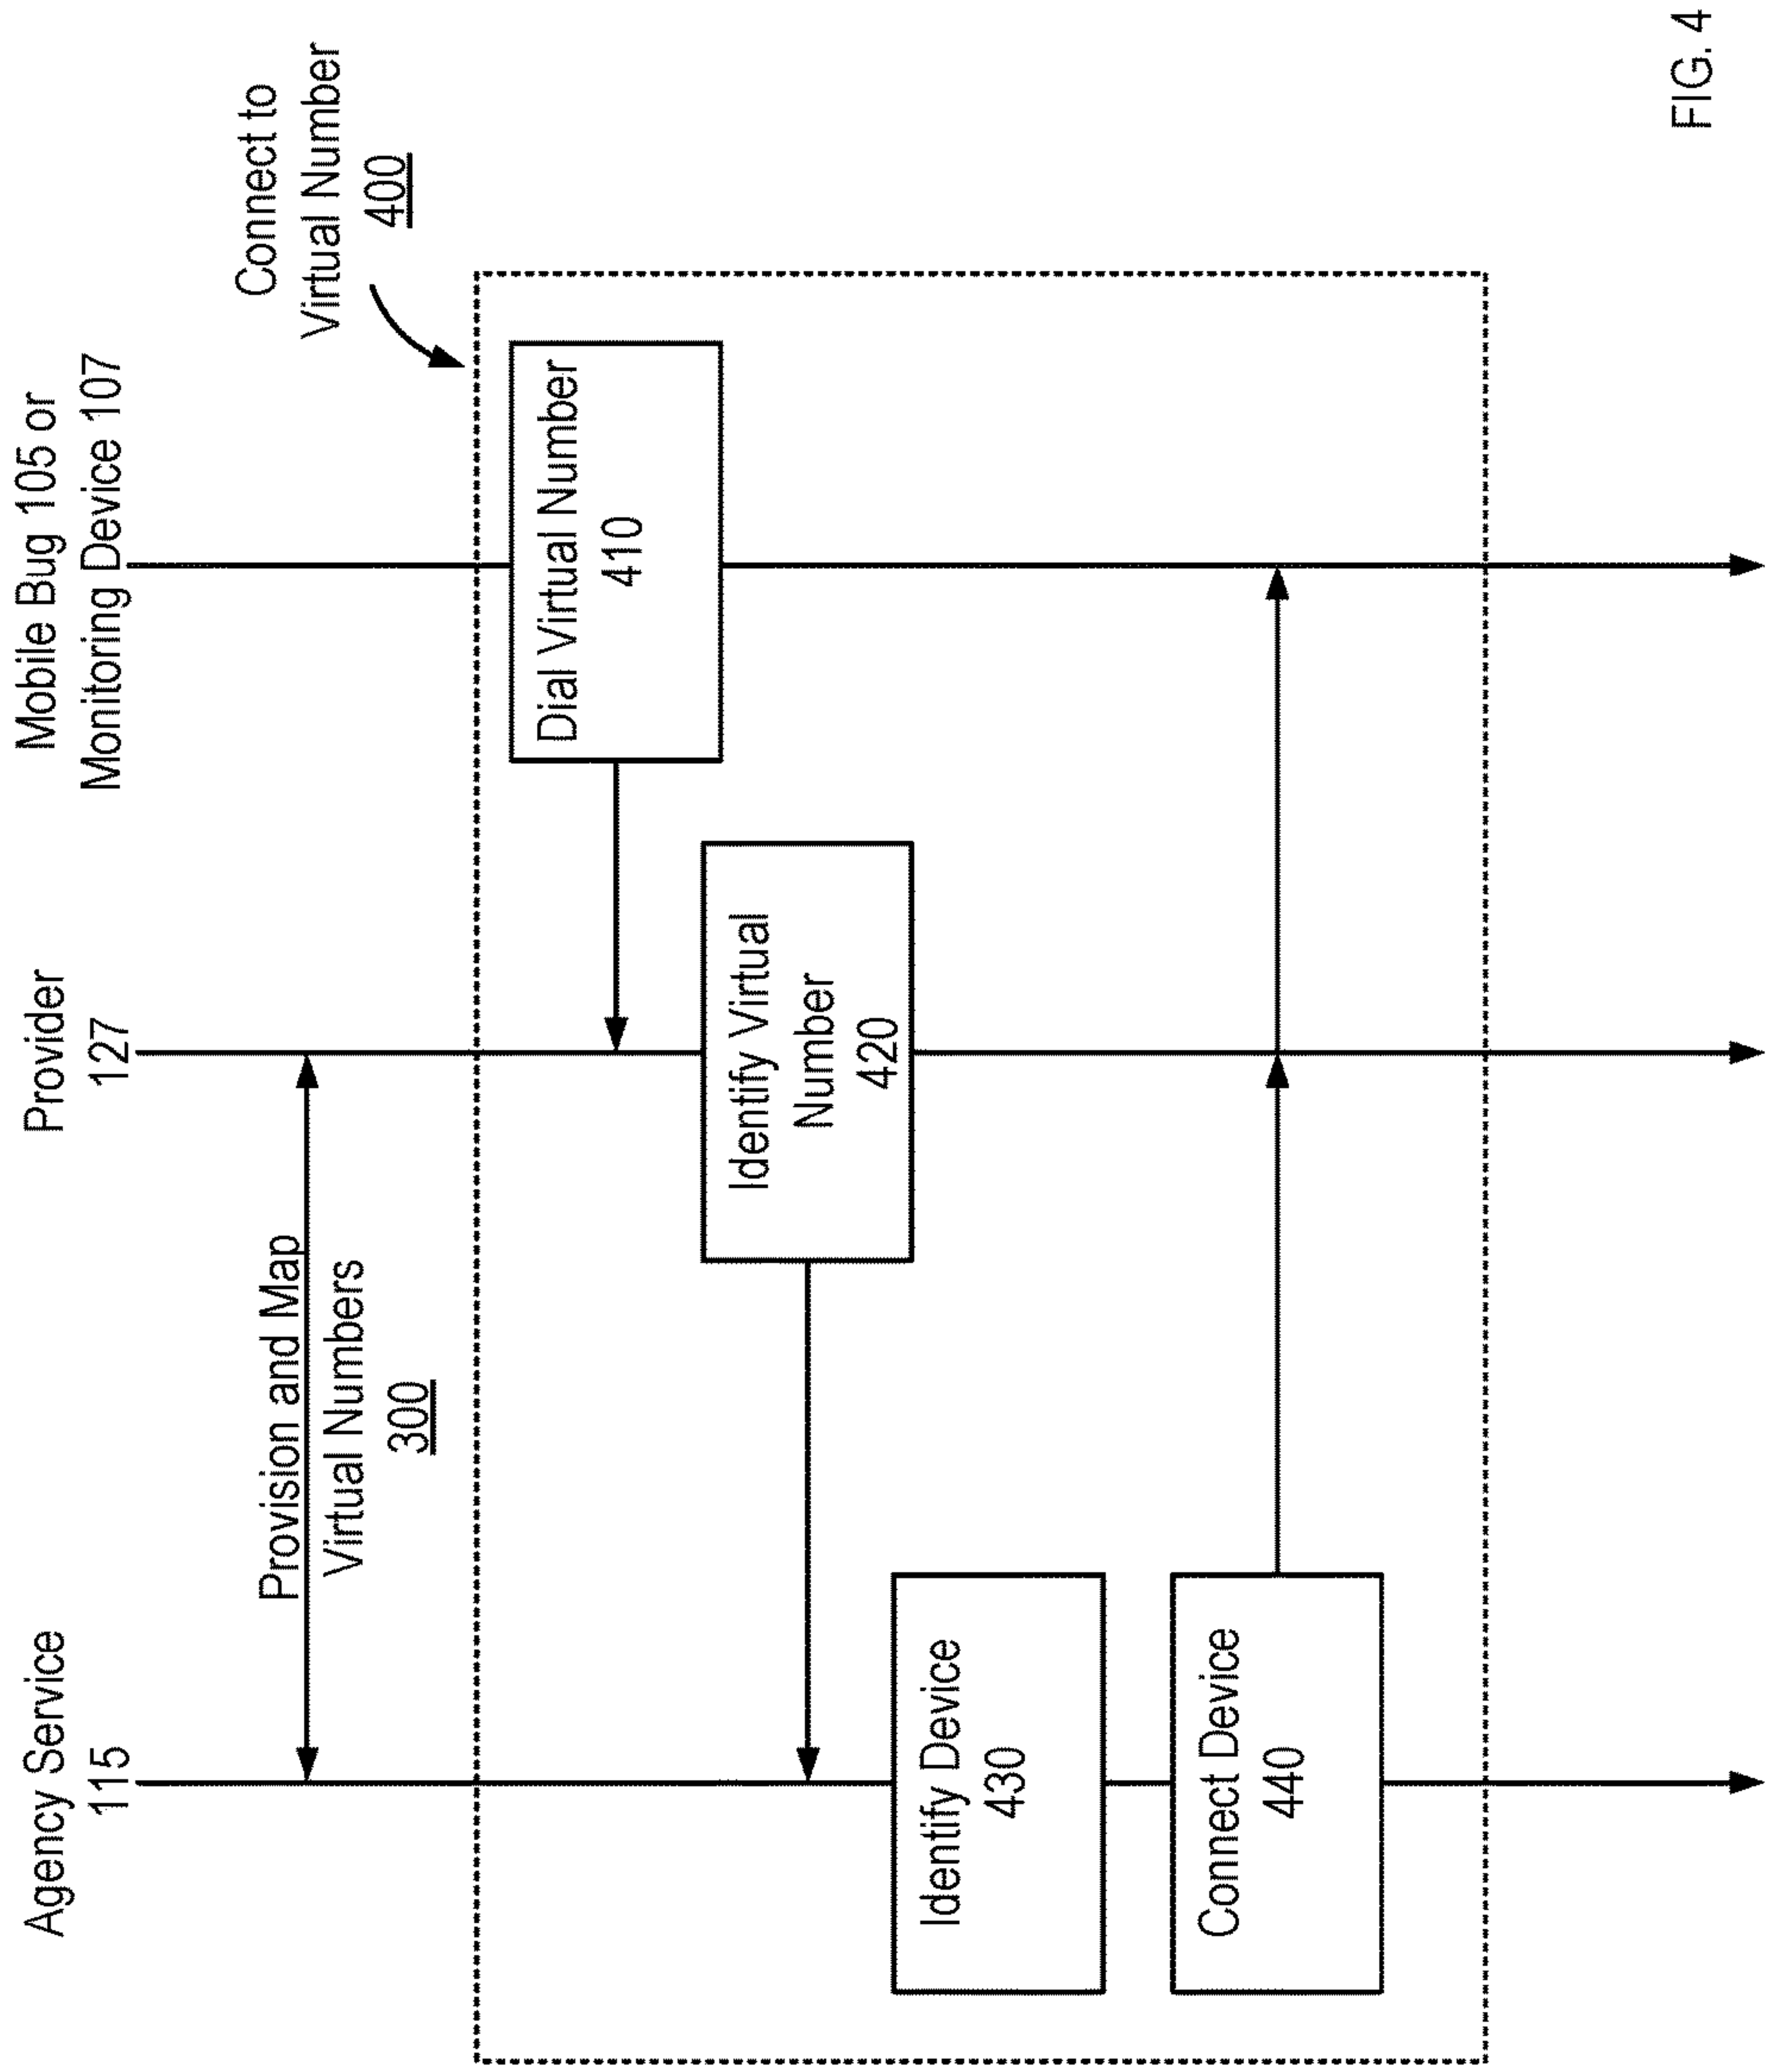 Agency Service
115
Provider
127
Mobile Bug 105 or
Monitoring Device 107
Provision and Map
Virtual Numbers
300
Connect to
Virtual Number
400
Dial Virtual Number
410
Identify Virtual
Number
420
Identify Device
430
Connect Device
440
FIG. 4